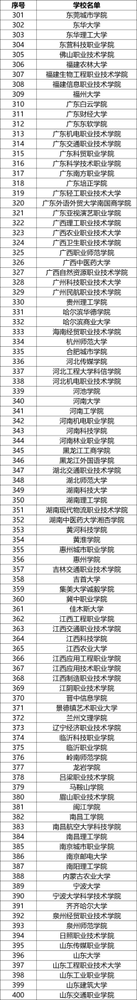 序号 学校名单
301 东莞城市学院
302 东华大学
303 东华理工大学
304 东营科技职业学院
305 佛山职业技术学院
306 福建农林大学
307 福建生物工程职业技术学院
308 福建信息职业技术学院
309 福州大学
310 广东白云学院
311 广东财经大学
312 广东东软学院
313 广东机电职业技术学院
314 广东交通职业技术学院
315 广东科贸职业学院
316 广东科学技术职业学院
317 广东南方职业学院
318 广东培正学院
319 广东轻工职业技术大学
320 广东外语外贸大学南国商学院
321 广东亚视演艺职业学院
322 广西理工职业技术学院
323 广西农业职业技术大学
324 广西卫生职业技术学院
325 广西职业师范学院
326 广西中医药大学
327 广西自然资源职业技术学院
328 广州科技职业技术大学
329 广州民航职业技术学院
330 贵州理工学院
331 哈尔滨华德学院
332 哈尔滨商业大学
333 海南经贸职业技术学院
334 杭州师范大学
335 合肥城市学院
336 河北传媒学院
337 河北工程大学科信学院
338 河北机电职业技术学院
339 河池学院
340 河南大学
341 河南工学院
342 河南机电职业学院
343 河南科技学院
344 河南林业职业学院
345 黑龙江工商学院
346 黑龙江外国语学院
347 湖北交通职业技术学院
348 湖北师范大学
349 湖南科技大学
350 湖南理工学院
351 湖南现代物流职业技术学院
352 湖南中医药大学湘杏学院
353 黄河科技学院
354 黄淮学院
355 惠州城市职业学院
356 惠州学院
357 吉林交通职业技术学院
358 吉首大学
359 集美大学诚毅学院
360 冀中职业学院
361 佳木斯大学
362 江西工程职业学院
363 江西交通职业技术学院
364 江西科技学院
365 江西农业大学
366 江西应用工程职业学院
367 江西应用技术职业学院
368 江西制造职业技术学院
369 江阴职业技术学院
370 晋中信息学院
371 景德镇艺术职业大学
372 兰州文理学院
373 辽宁经济职业技术学院
374 临沂科技职业学院
375 临沂职业学院
376 岭南师范学院
377 龙岩学院
378 吕梁职业技术学院
379 马鞍山学院
380 眉山职业技术学院
381 闽江学院
382 南昌工学院
383 南昌航空大学科技学院
384 南昌理工学院
385 南京城市职业学院
386 南京邮电大学
387 南阳理工学院
388 内蒙古农业大学
389 宁波大学
390 宁波大学科学技术学院
391 齐齐哈尔大学
392 泉州经贸职业技术学院
393 泉州师范学院
394 日照职业技术学院
395 山东传媒职业学院
396 山东大学
397 山东工程职业技术大学
398 山东工业职业学院
399 山东建筑大学
400 山东交通职业学院